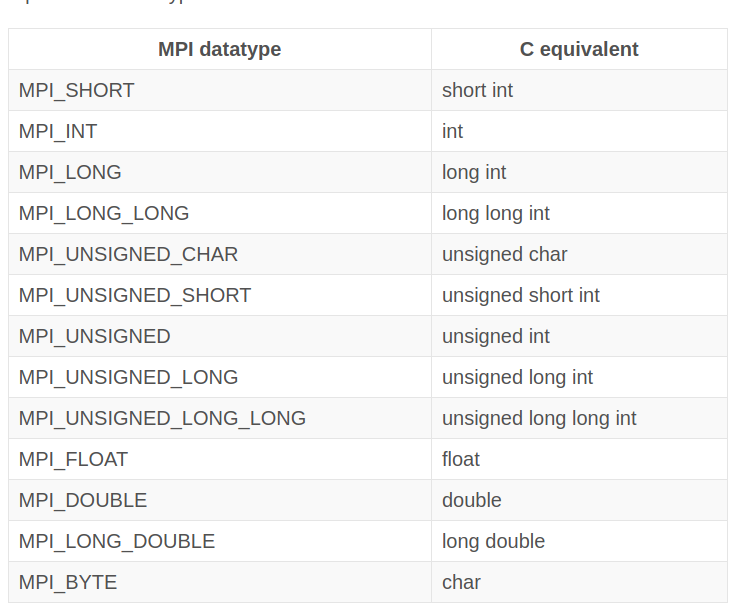 MPI datatype C equivalent
MPI_SHORT short int
MPI_INT int
MPI_LONG long int
MPI_LONG_LONG long long int
MPI_UNSIGNED_CHAR unsigned char
MPI_UNSIGNED_SHORT unsigned short int
MPI_UNSIGNED unsigned int
MPI_UNSIGNED_LONG unsigned long int
MPI_UNSIGNED_LONG_LONG unsigned long long int
MPI_FLOAT float
MPI_DOUBLE double
MPI_LONG_DOUBLE long double
MPI_BYTE char